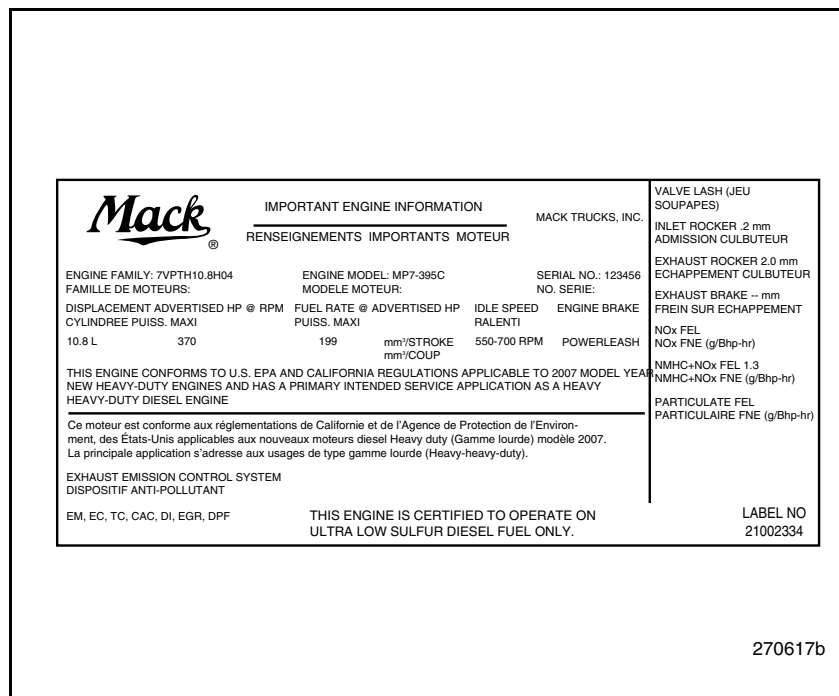 Mack
®
IMPORTANT ENGINE INFORMATION
RENSEIGNEMENTS IMPORTANTS MOTEUR
MACK TRUCKS, INC.
ENGINE FAMILY: 7VPTH10.8H04 ENGINE MODEL: MP7-395C SERIAL NO.: 123456
FAMILLE DE MOTEURS: MODELE MOTEUR: NO. SERIE:
DISPLACEMENT ADVERTISED HP @ RPM FUEL RATE @ ADVERTISED HP IDLE SPEED ENGINE BRAKE
CYLINDREE PUISS. MAXI PUISS. MAXI RALENTI
10.8 L 370 199 mm³/STROKE 550-700 RPM POWERLEASH
mm³/COUP
THIS ENGINE CONFORMS TO U.S. EPA AND CALIFORNIA REGULATIONS APPLICABLE TO 2007 MODEL YEAR
NEW HEAVY-DUTY ENGINES AND HAS A PRIMARY INTENDED SERVICE APPLICATION AS A HEAVY
HEAVY-DUTY DIESEL ENGINE
Ce moteur est conforme aux réglementations de Californie et de l'Agence de Protection de l'Environ-
ment, des États-Unis applicables aux nouveaux moteurs diesel Heavy duty (Gamme lourde) modèle 2007.
La principale application s'adresse aux usages de type gamme lourde (Heavy-heavy-duty).
EXHAUST EMISSION CONTROL SYSTEM
DISPOSITIF ANTI-POLLUTANT
EM, EC, TC, CAC, DI, EGR, DPF
THIS ENGINE IS CERTIFIED TO OPERATE ON
ULTRA LOW SULFUR DIESEL FUEL ONLY.
VALVE LASH (JEU
SOUPAPES)
INLET ROCKER .2 mm
ADMISSION CULBUTEUR
EXHAUST ROCKER 2.0 mm
ECHAPPEMENT CULBUTEUR
EXHAUST BRAKE -- mm
FREIN SUR ECHAPPEMENT
NOx FEL
NOx FNE (g/Bhp-hr)
NMHC+NOx FEL 1.3
NMHC+NOx FNE (g/Bhp-hr)
PARTICULATE FEL
PARTICULAIRE FNE (g/Bhp-hr)
LABEL NO
21002334
270617b